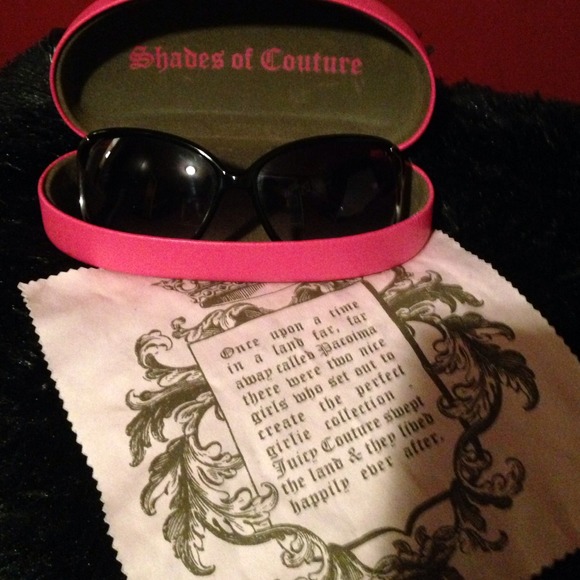 Shades of Couture
Once upon a time
in a land far, far
away called Pacoima
there were two nice
girls who set out to
create the perfect
girlie collection.
Juicy Couture swept
the land & they lived
happily ever after.